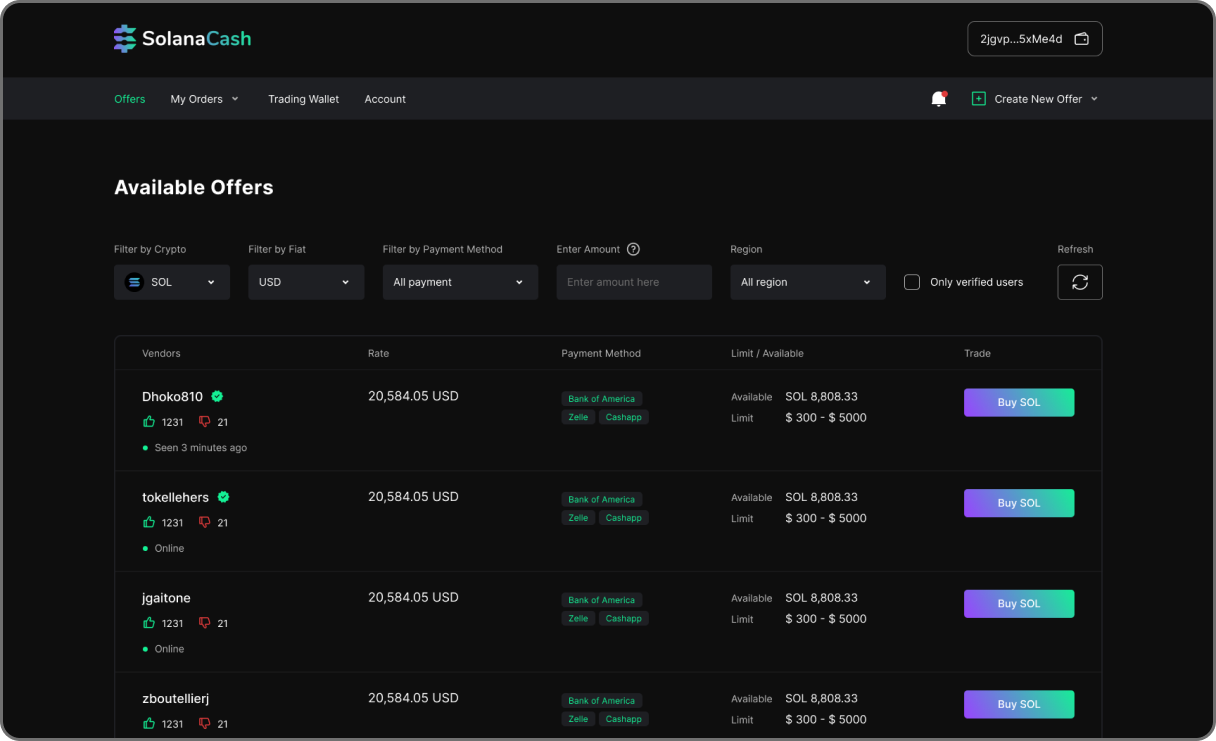 SolanaCash
2jgvp...5xMe4d
Offers My Orders Trading Wallet Account Create New Offer
Available Offers
Filter by Crypto Filter by Fiat Filter by Payment Method Enter Amount ? Region Refresh
SOL USD All payment Enter amount here All region Only verified users
Vendors Rate Payment Method Limit / Available Trade
Dhoko810 20,584.05 USD Bank of America Available SOL 8,808.33 Buy SOL
1231 21 Zelle Cashapp Limit $ 300 - $ 5000
Seen 3 minutes ago
tokellehers 20,584.05 USD Bank of America Available SOL 8,808.33 Buy SOL
1231 21 Zelle Cashapp Limit $ 300 - $ 5000
Online
jgaitone 20,584.05 USD Bank of America Available SOL 8,808.33 Buy SOL
1231 21 Zelle Cashapp Limit $ 300 - $ 5000
Online
zboutellierj 20,584.05 USD Bank of America Available SOL 8,808.33 Buy SOL
1231 21 Zelle Cashapp Limit $ 300 - $ 5000